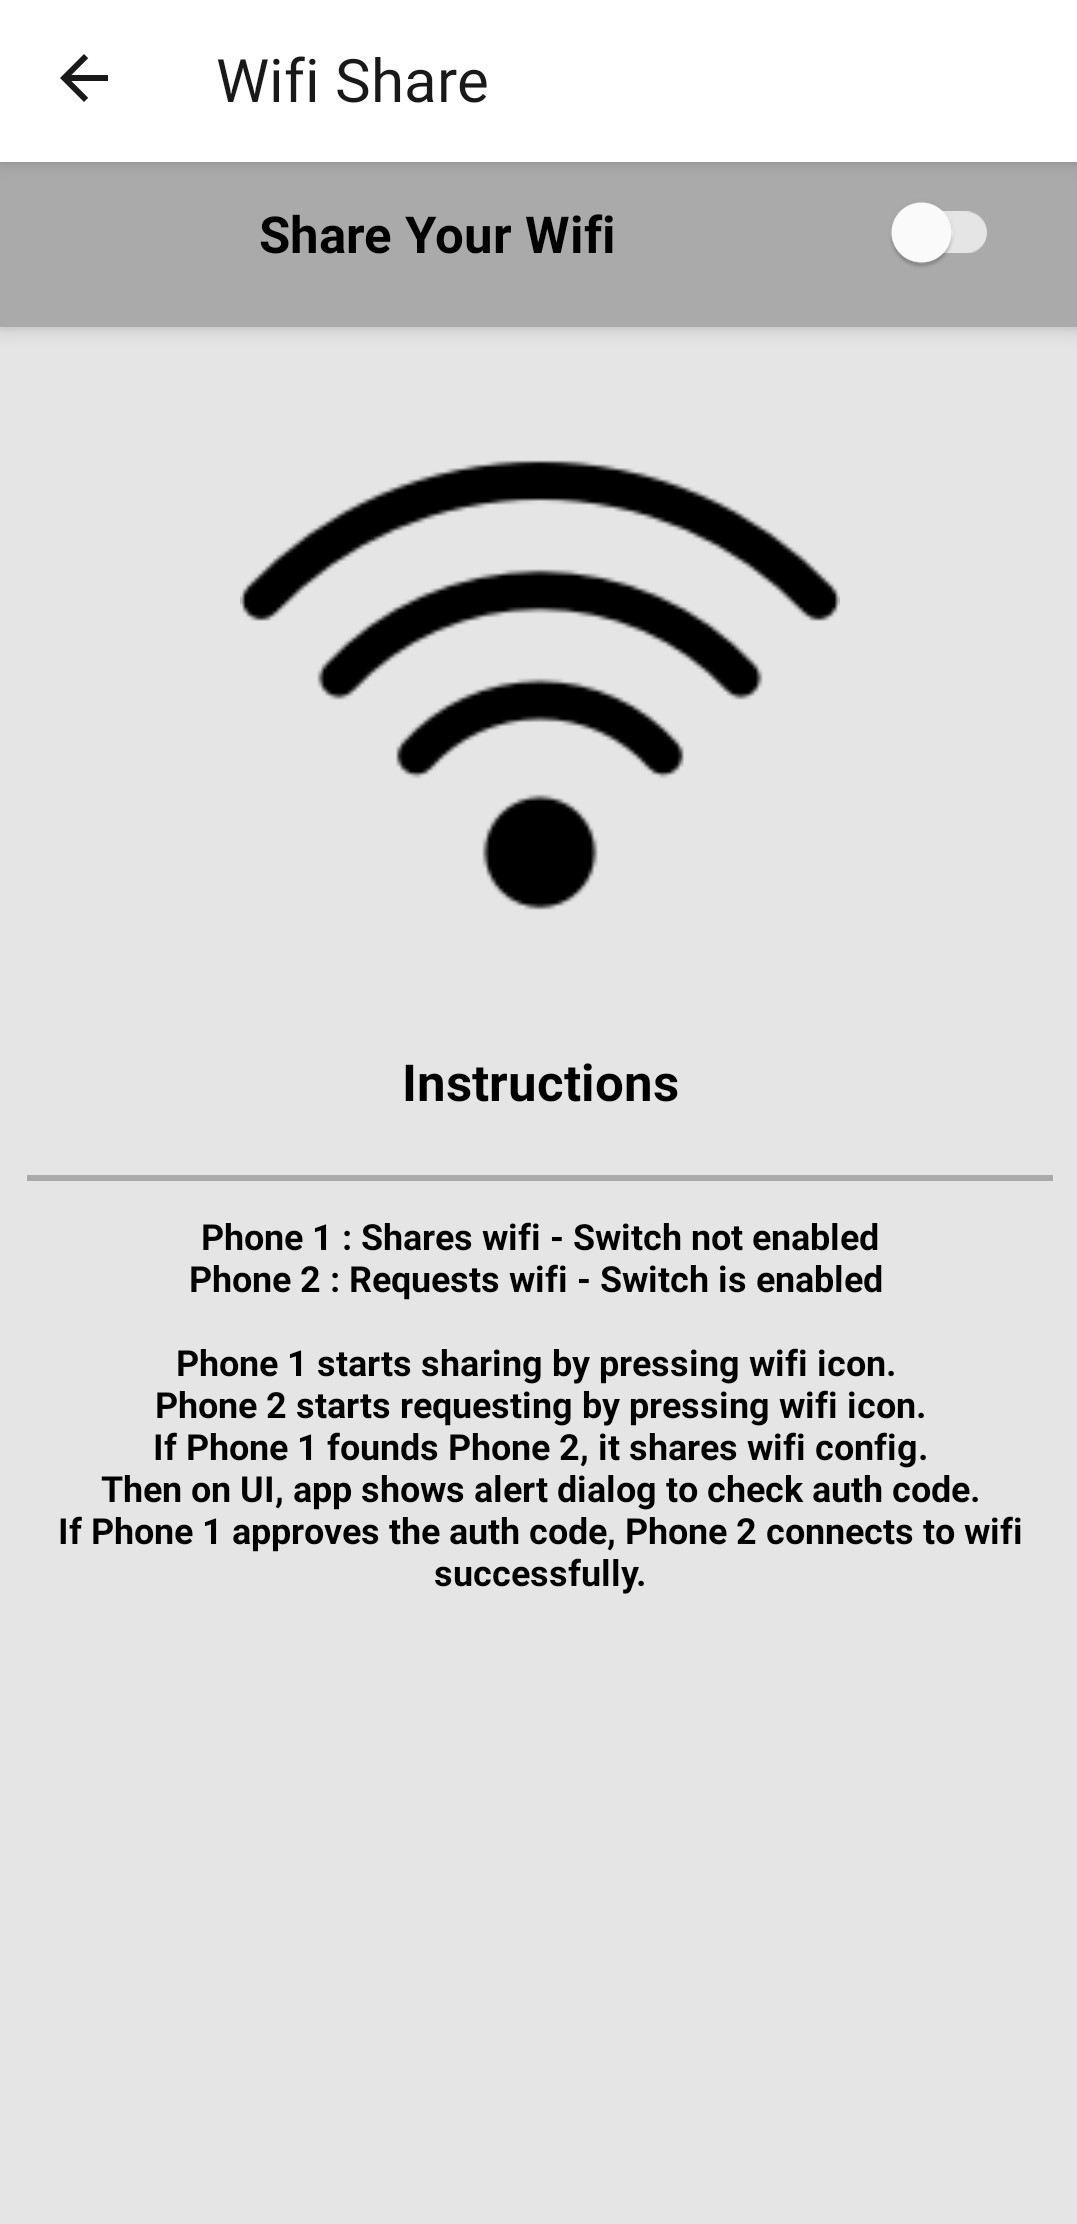 Wifi Share
Share Your Wifi
Instructions
Phone 1 : Shares wifi - Switch not enabled
Phone 2 : Requests wifi - Switch is enabled
Phone 1 starts sharing by pressing wifi icon.
Phone 2 starts requesting by pressing wifi icon.
If Phone 1 founds Phone 2, it shares wifi config.
Then on UI, app shows alert dialog to check auth code.
If Phone 1 approves the auth code, Phone 2 connects to wifi
successfully.